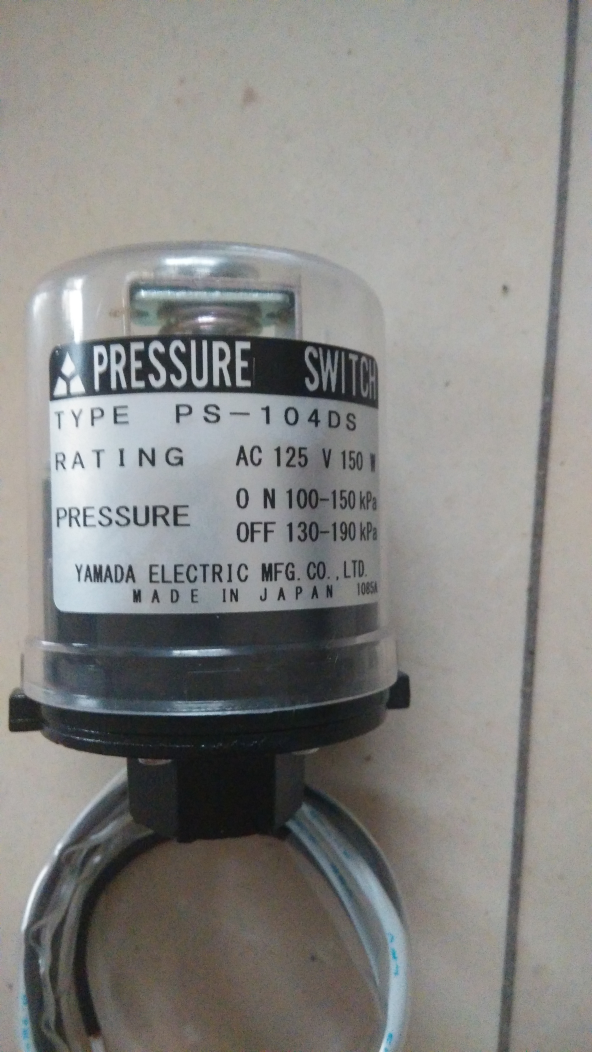 PRESSURE SWITCH
TYPE PS-104DS
RATING AC 125 V 150 W
PRESSURE
O N 100-150 kPa
OFF 130-190 kPa
YAMADA ELECTRIC MFG. CO., LTD.
MADE IN JAPAN 1085A